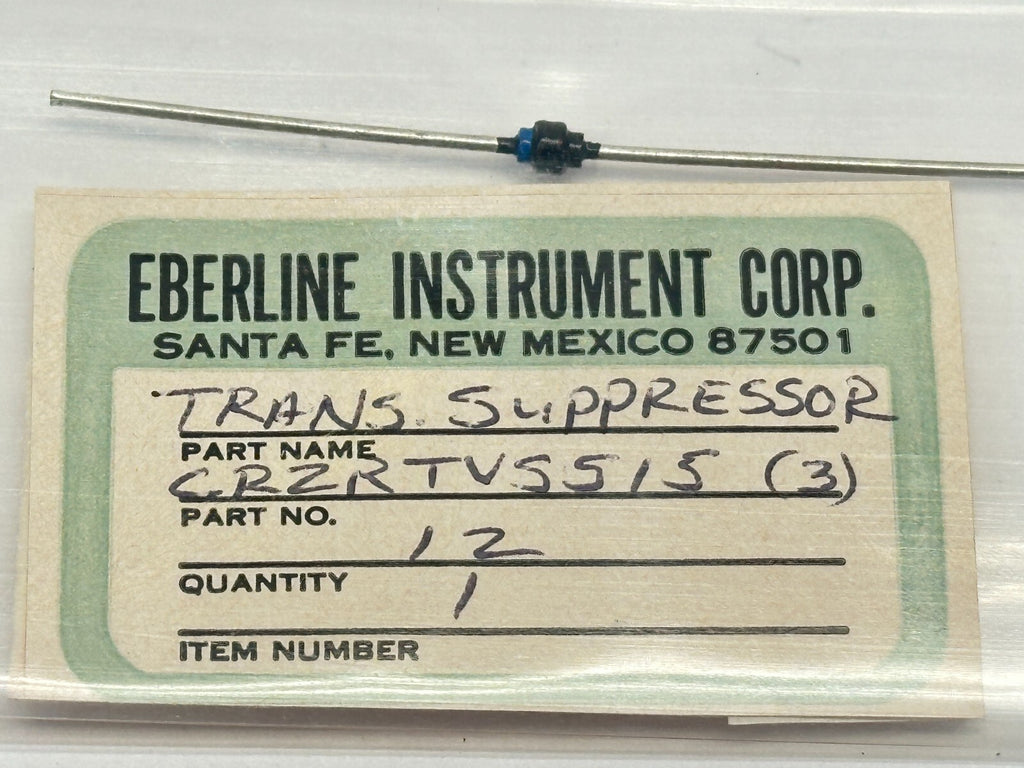 EBERLINE INSTRUMENT CORP.
SANTA FE, NEW MEXICO 87501
TRANS. SUPPRESSOR
PART NAME
CRZRTVS515 (3)
PART NO.
12
QUANTITY
1
ITEM NUMBER